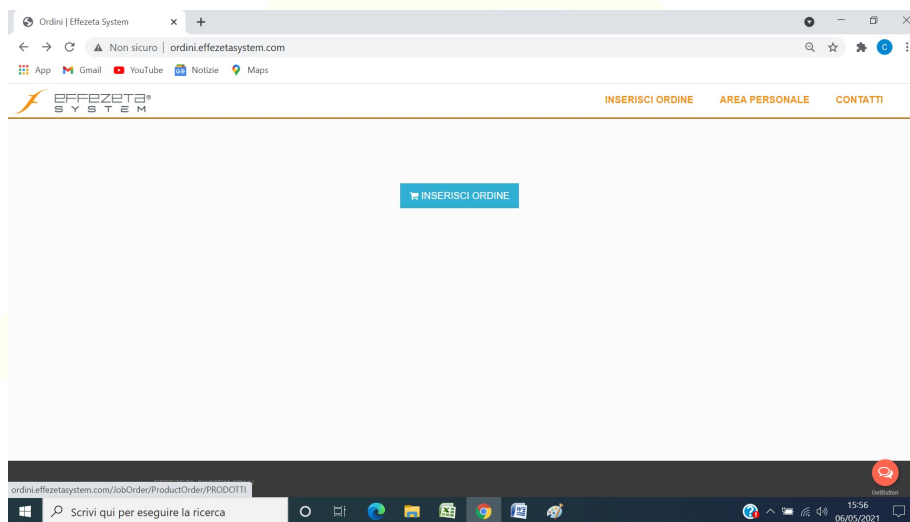 Ordini | Effezeta System
Non sicuro | ordini.effezetasystem.com
App Gmail YouTube Notizie Maps
EFFEZETA®
SYSTEM
INSERISCI ORDINE AREA PERSONALE CONTATTI
INSERISCI ORDINE
ordini.effezetasystem.com/JobOrder/ProductOrder/PRODOTTI
GetButton
Scrivi qui per eseguire la ricerca
15:56
06/05/2021